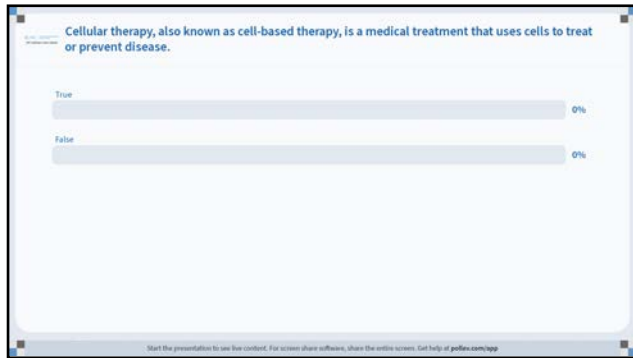 Cellular therapy, also known as cell-based therapy, is a medical treatment that uses cells to treat
or prevent disease.
True
0%
False
0%
Start the presentation to see live content. For screen share software, share the entire screen. Get help at pollev.com/app